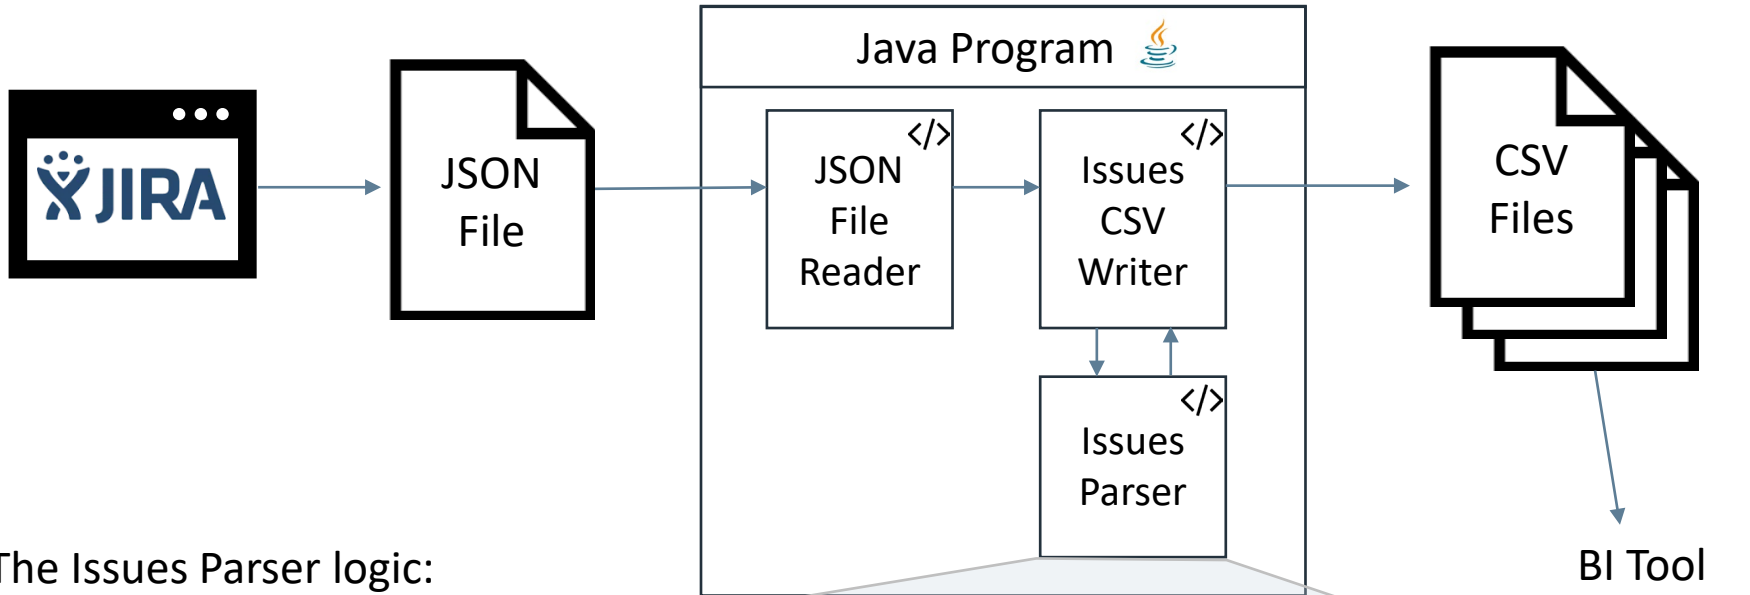 Java Program
JIRA
JSON
File
</>
JSON
File
Reader
</>
Issues
CSV
Writer
CSV
Files
</>
Issues
Parser
The Issues Parser logic:
BI Tool